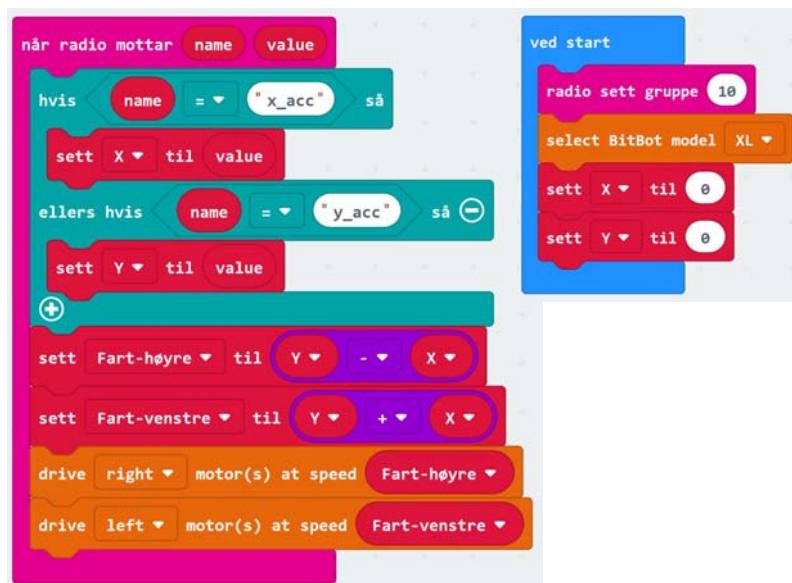 når radio mottar name value
hvis name = "x_acc" så
sett X til value
ellers hvis name = "y_acc" så
sett Y til value
sett Fart-høyre til Y - X
sett Fart-venstre til Y + X
drive right motor(s) at speed Fart-høyre
drive left motor(s) at speed Fart-venstre
ved start
radio sett gruppe 10
select BitBot model XL
sett X til 0
sett Y til 0